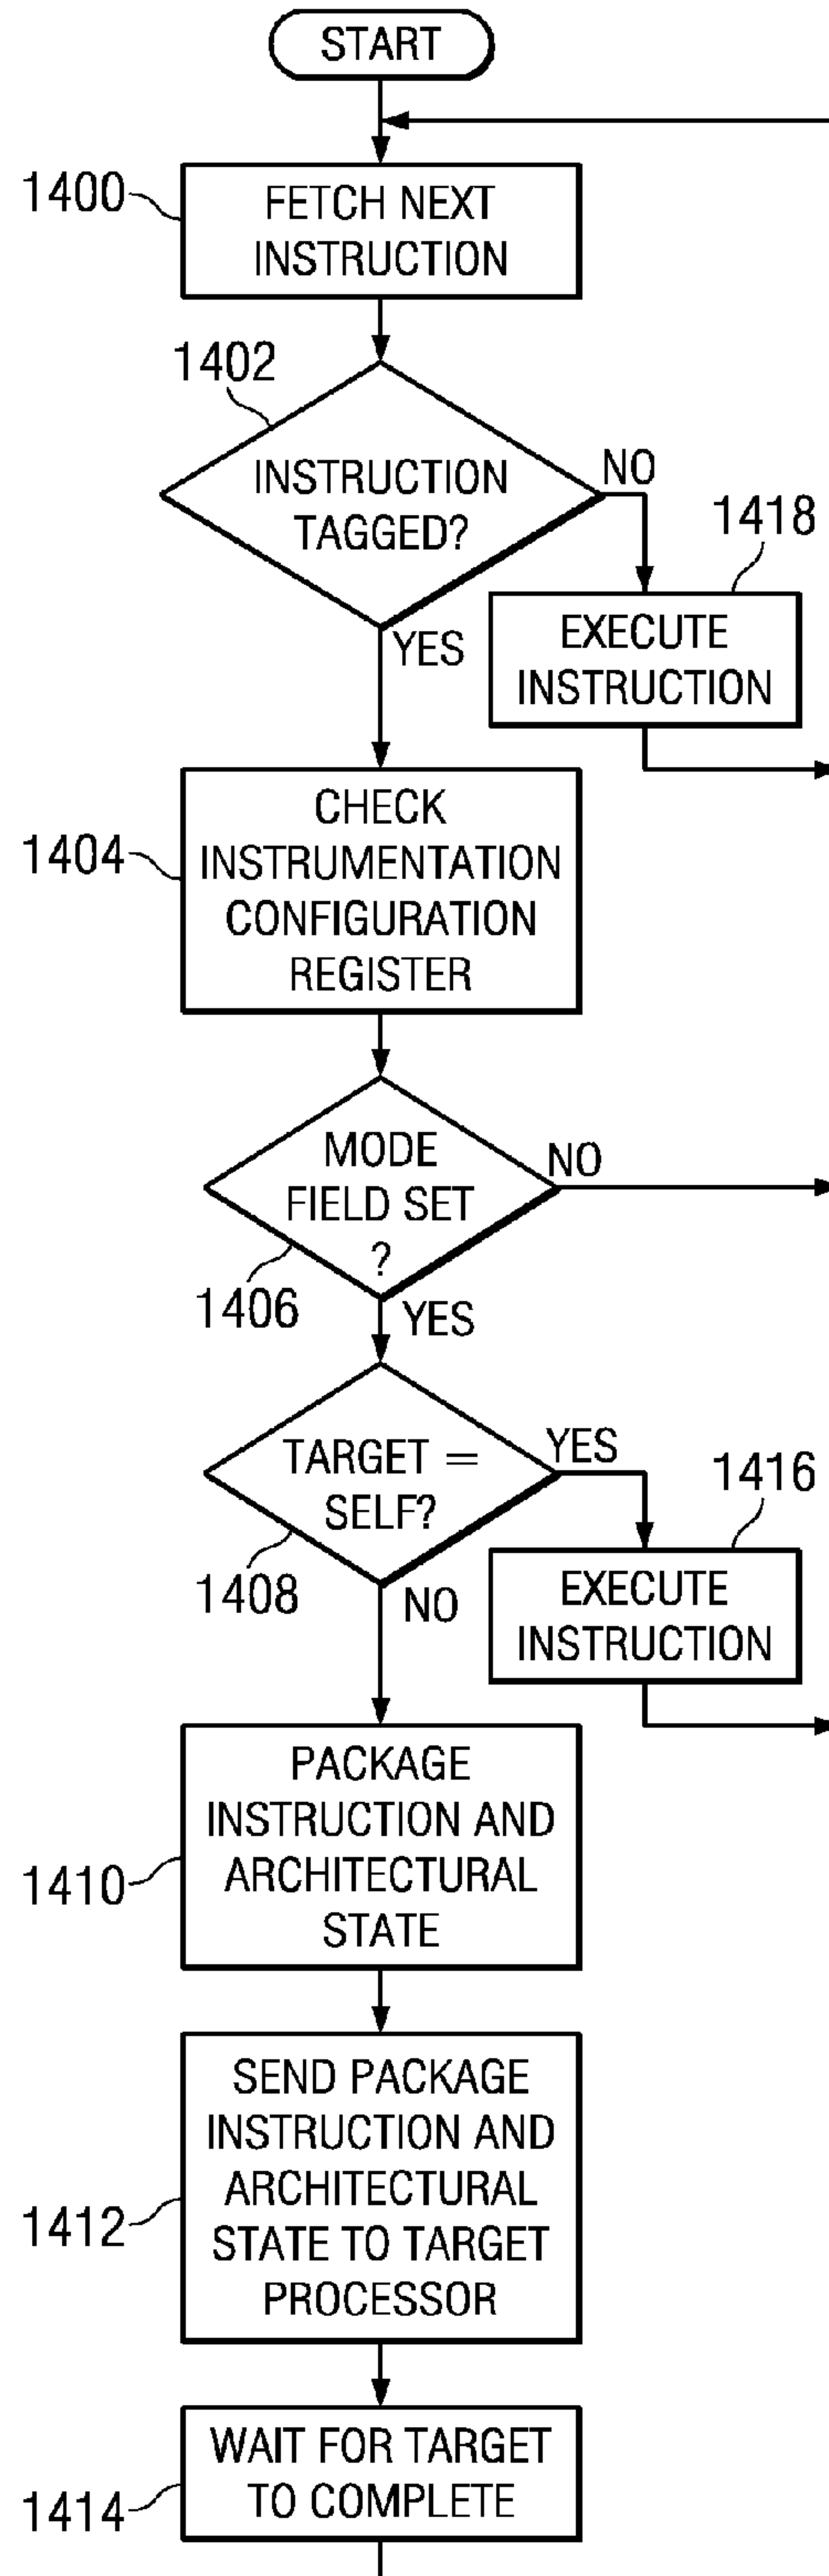 START
1400
FETCH NEXT
INSTRUCTION
1402
INSTRUCTION
TAGGED?
NO
YES
1418
EXECUTE
INSTRUCTION
1404
CHECK
INSTRUMENTATION
CONFIGURATION
REGISTER
MODE
FIELD SET
?
NO
1406
YES
TARGET =
SELF?
YES
1408
NO
1416
EXECUTE
INSTRUCTION
1410
PACKAGE
INSTRUCTION AND
ARCHITECTURAL
STATE
1412
SEND PACKAGE
INSTRUCTION AND
ARCHITECTURAL
STATE TO TARGET
PROCESSOR
1414
WAIT FOR TARGET
TO COMPLETE